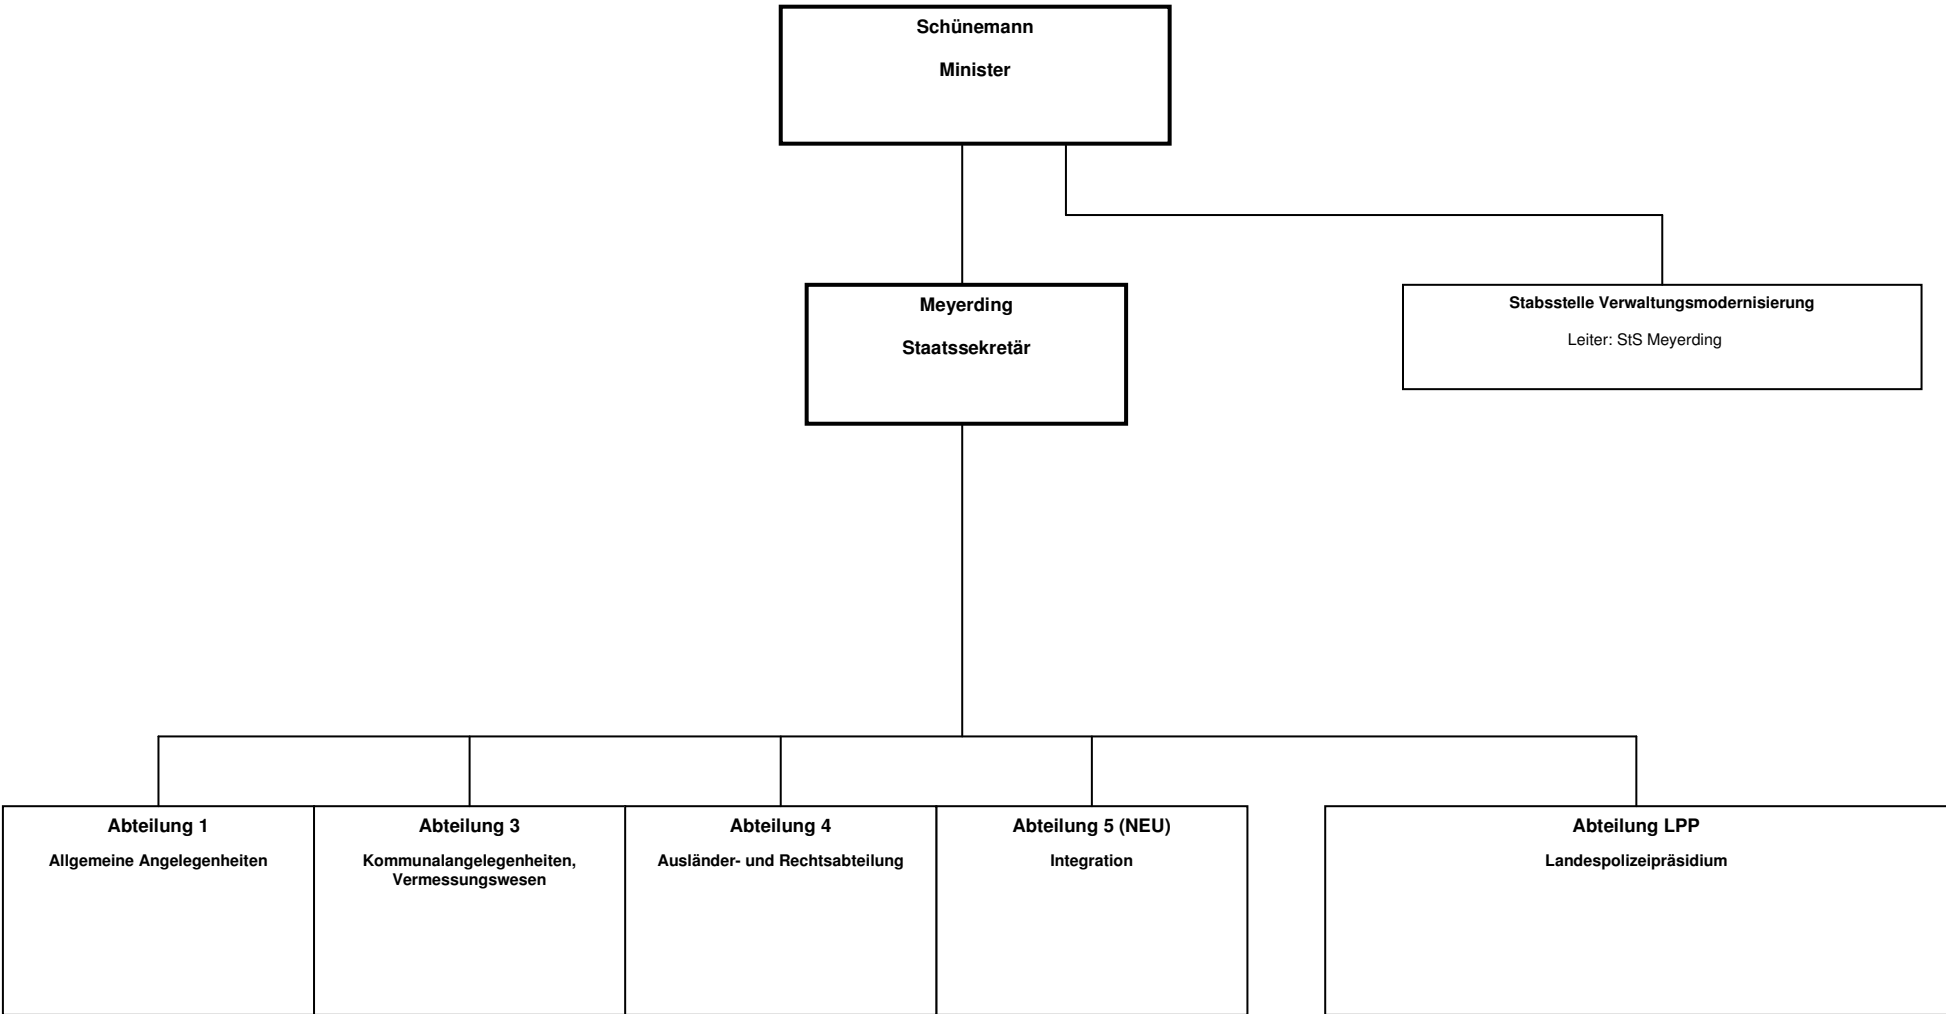 Schünemann
Minister
Meyerding
Staatssekretär
Stabsstelle Verwaltungsmodernisierung
Leiter: StS Meyerding
Abteilung 1
Allgemeine Angelegenheiten
Abteilung 3
Kommunalangelegenheiten,
Vermessungswesen
Abteilung 4
Ausländer- und Rechtsabteilung
Abteilung 5 (NEU)
Integration
Abteilung LPP
Landespolizeipräsidium